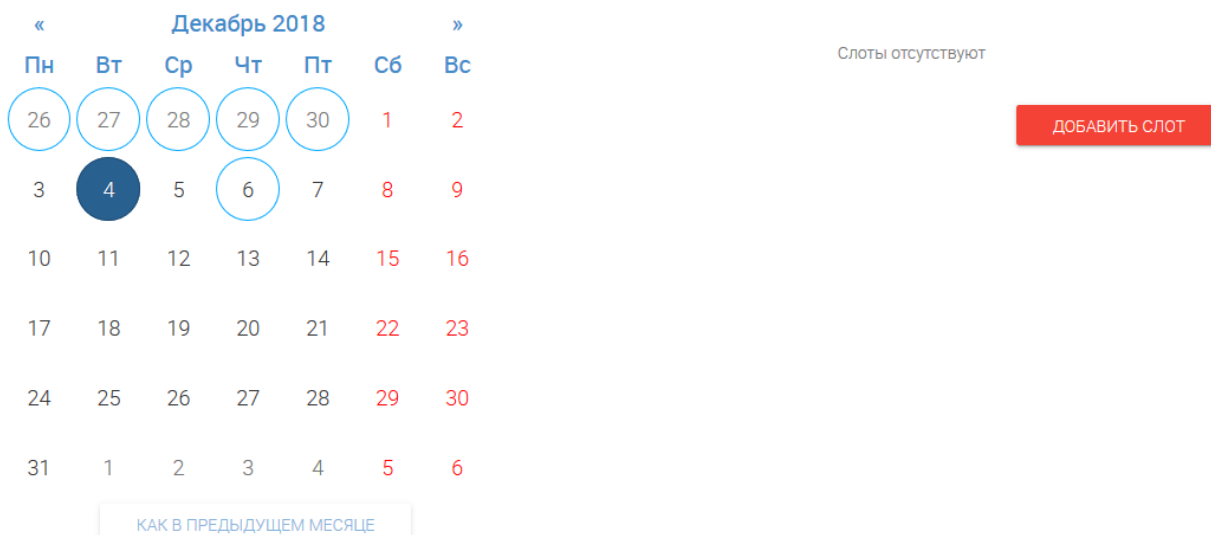 « Декабрь 2018 »
Пн Вт Ср Чт Пт Сб Вс
26 27 28 29 30 1 2
3 4 5 6 7 8 9
10 11 12 13 14 15 16
17 18 19 20 21 22 23
24 25 26 27 28 29 30
31 1 2 3 4 5 6
КАК В ПРЕДЫДУЩЕМ МЕСЯЦЕ
Слоты отсутствуют
ДОБАВИТЬ СЛОТ